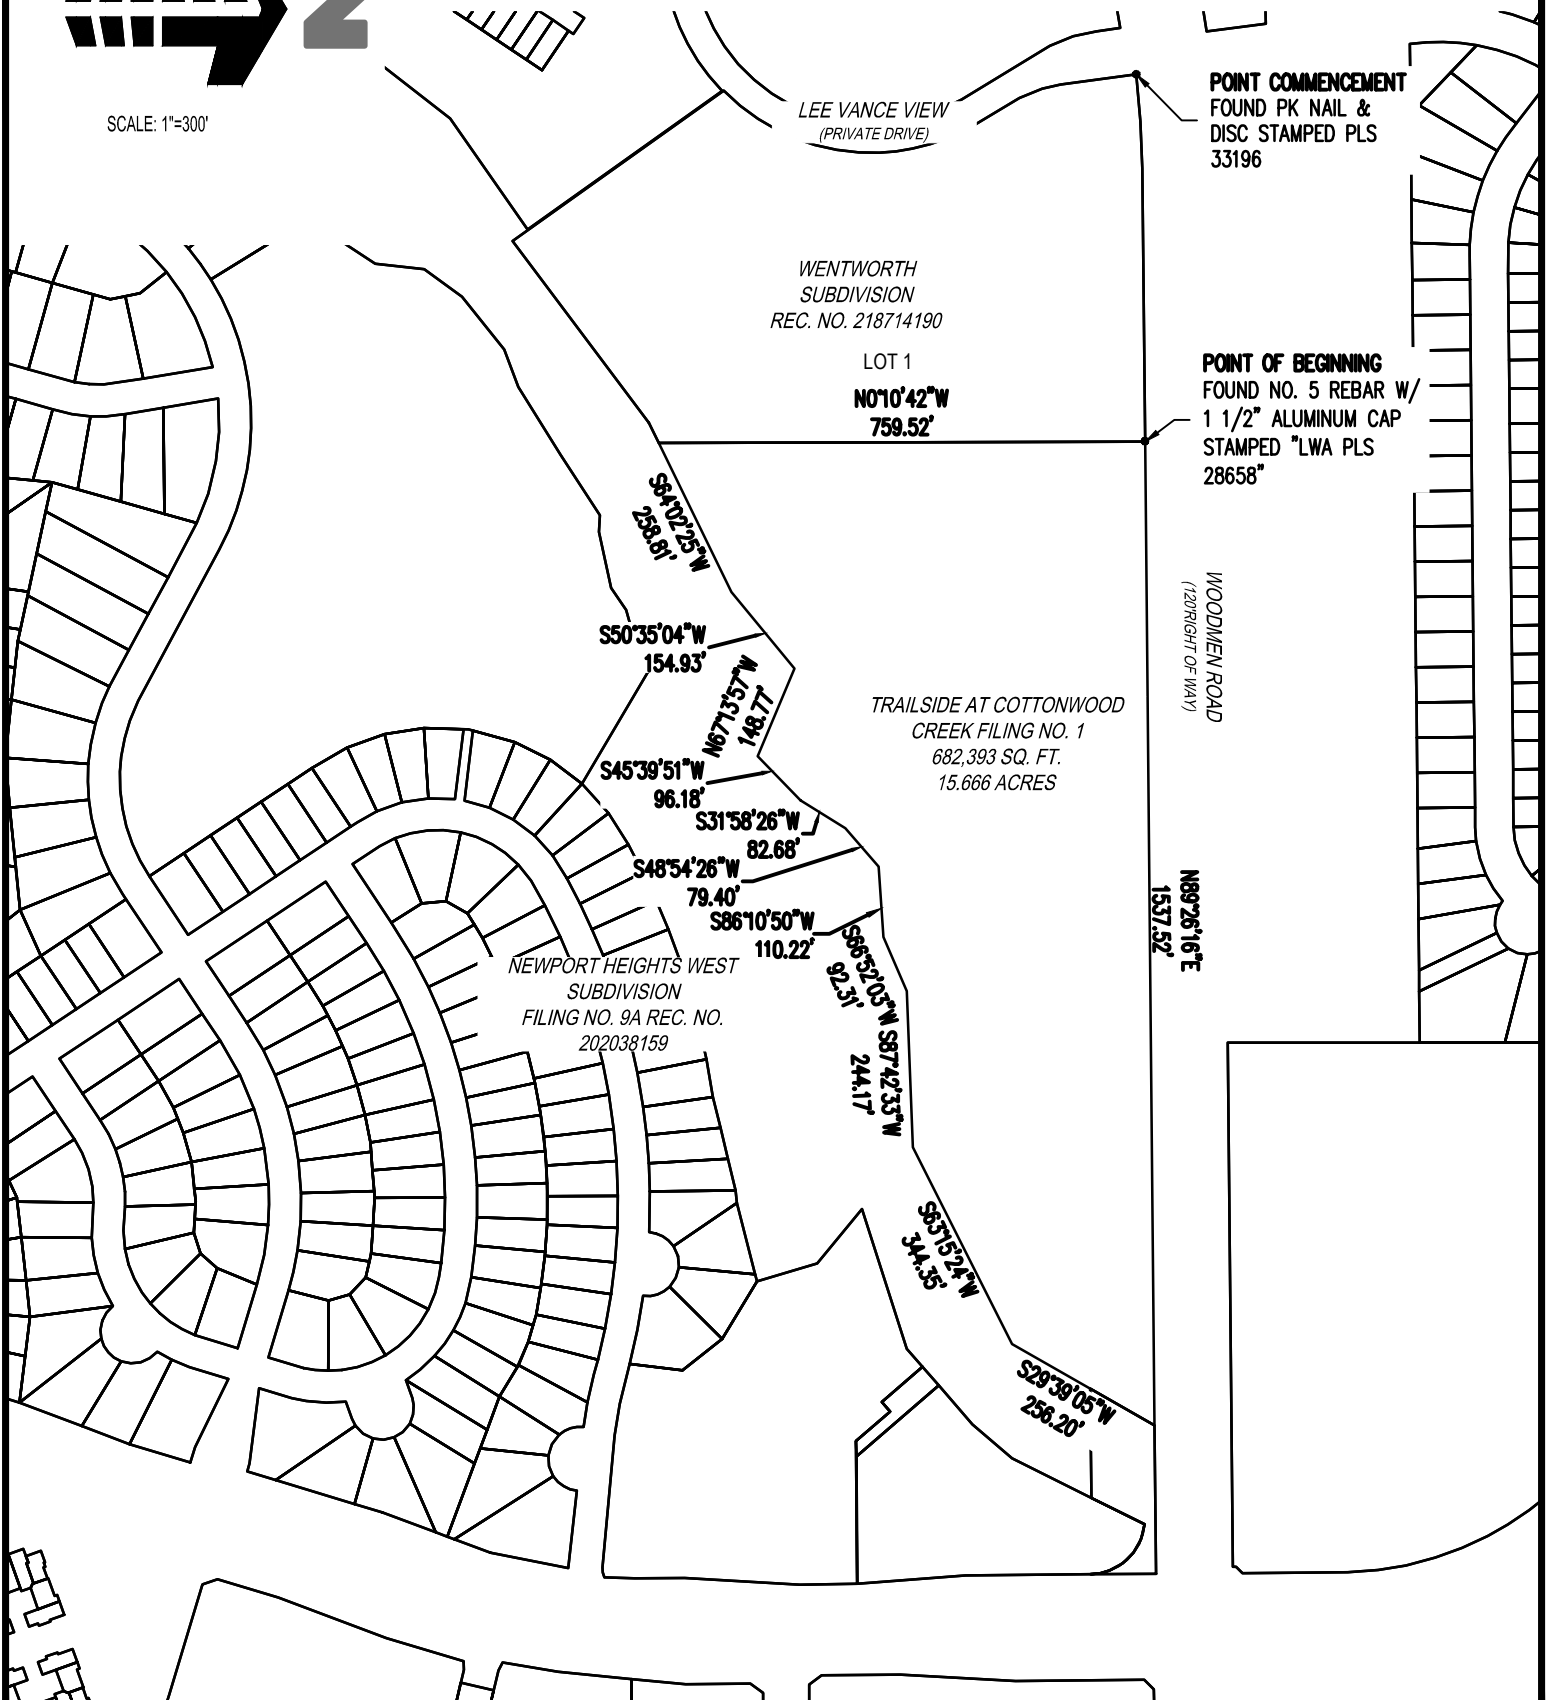 2
SCALE: 1"=300'
LEE VANCE VIEW
(PRIVATE DRIVE)
POINT COMMENCEMENT
FOUND PK NAIL &
DISC STAMPED PLS
33196
WENTWORTH
SUBDIVISION
REC. NO. 218714190
LOT 1
N0°10'42"W
759.52'
POINT OF BEGINNING
FOUND NO. 5 REBAR W/
1 1/2" ALUMINUM CAP
STAMPED "LWA PLS
28658"
S64°02'25"W
258.81'
WOODMEN ROAD
(120'RIGHT OF WAY)
S50°35'04"W
154.93'
N67°13'57"W
148.77'
TRAILSIDE AT COTTONWOOD
CREEK FILING NO. 1
682,393 SQ. FT.
15.666 ACRES
S45°39'51"W
96.18'
S31°58'26"W
82.68'
S48°54'26"W
79.40'
S86°10'50"W
110.22'
N89°26'16"E
1537.52'
S66°52'03"W
92.31'
NEWPORT HEIGHTS WEST
SUBDIVISION
FILING NO. 9A REC. NO.
202038159
S87°42'33"W
244.17'
S63°15'24"W
344.35'
S29°39'05"W
256.20'